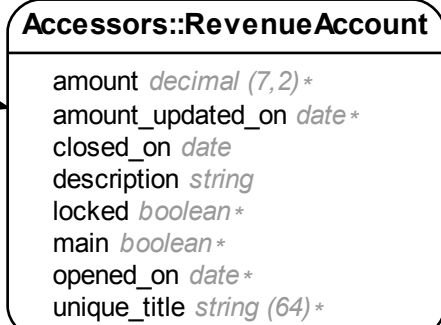 Accessors::RevenueAccount
amount decimal (7,2) *
amount_updated_on date *
closed_on date
description string
locked boolean *
main boolean *
opened_on date *
unique_title string (64) *